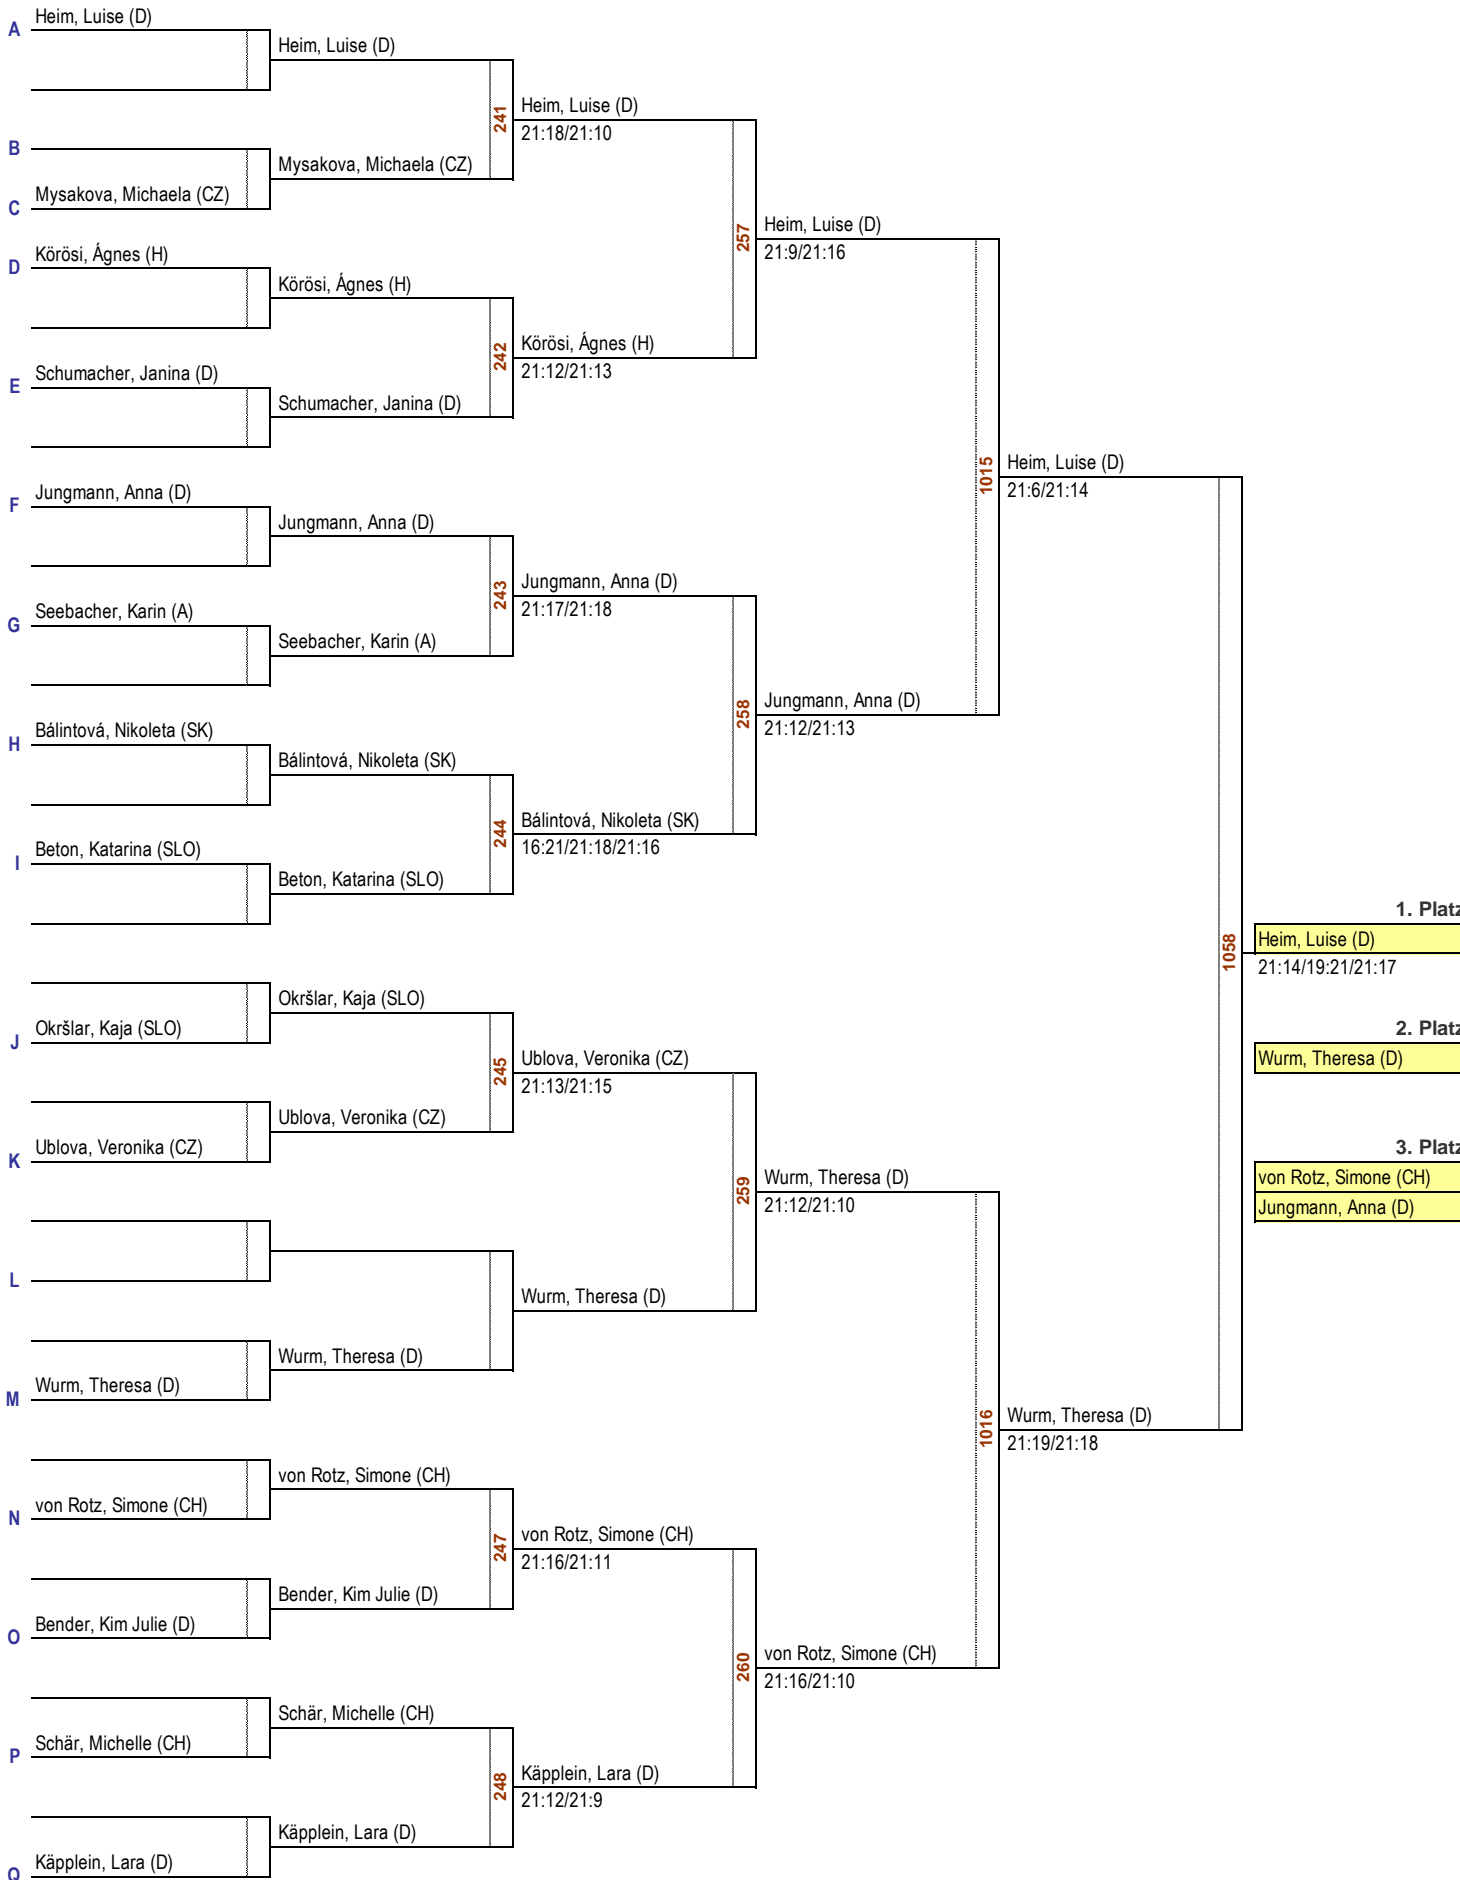 Heim, Luise (D)
A
Heim, Luise (D)
241
Heim, Luise (D)
21:18/21:10
B
Mysakova, Michaela (CZ)
Mysakova, Michaela (CZ)
C
257
Heim, Luise (D)
21:9/21:16
Körösi, Ágnes (H)
D
Körösi, Ágnes (H)
242
Körösi, Ágnes (H)
21:12/21:13
Schumacher, Janina (D)
E
Schumacher, Janina (D)
1015
Heim, Luise (D)
21:6/21:14
Jungmann, Anna (D)
F
Jungmann, Anna (D)
243
Jungmann, Anna (D)
21:17/21:18
Seebacher, Karin (A)
G
Seebacher, Karin (A)
258
Jungmann, Anna (D)
21:12/21:13
Bálintová, Nikoleta (SK)
H
Bálintová, Nikoleta (SK)
244
Bálintová, Nikoleta (SK)
16:21/21:18/21:16
Beton, Katarina (SLO)
I
Beton, Katarina (SLO)
1. Platz
1058
Heim, Luise (D)
21:14/19:21/21:17
Okršlar, Kaja (SLO)
Okršlar, Kaja (SLO)
J
2. Platz
Wurm, Theresa (D)
245
Ublova, Veronika (CZ)
21:13/21:15
Ublova, Veronika (CZ)
Ublova, Veronika (CZ)
K
3. Platz
von Rotz, Simone (CH)
Jungmann, Anna (D)
259
Wurm, Theresa (D)
21:12/21:10
L
Wurm, Theresa (D)
Wurm, Theresa (D)
Wurm, Theresa (D)
M
1016
Wurm, Theresa (D)
21:19/21:18
von Rotz, Simone (CH)
von Rotz, Simone (CH)
N
247
von Rotz, Simone (CH)
21:16/21:11
Bender, Kim Julie (D)
Bender, Kim Julie (D)
O
260
von Rotz, Simone (CH)
21:16/21:10
Schär, Michelle (CH)
Schär, Michelle (CH)
P
248
Käpplein, Lara (D)
21:12/21:9
Käpplein, Lara (D)
Käpplein, Lara (D)
Q